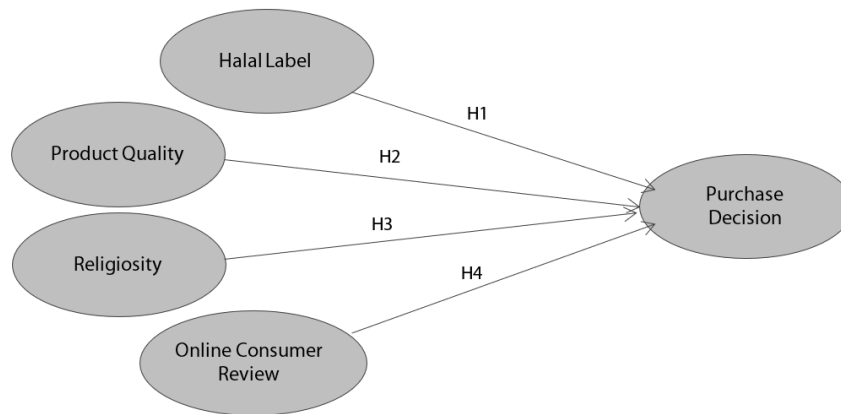 Halal Label
H1
Product Quality
H2
Purchase
Decision
H3
Religiosity
H4
Online Consumer
Review